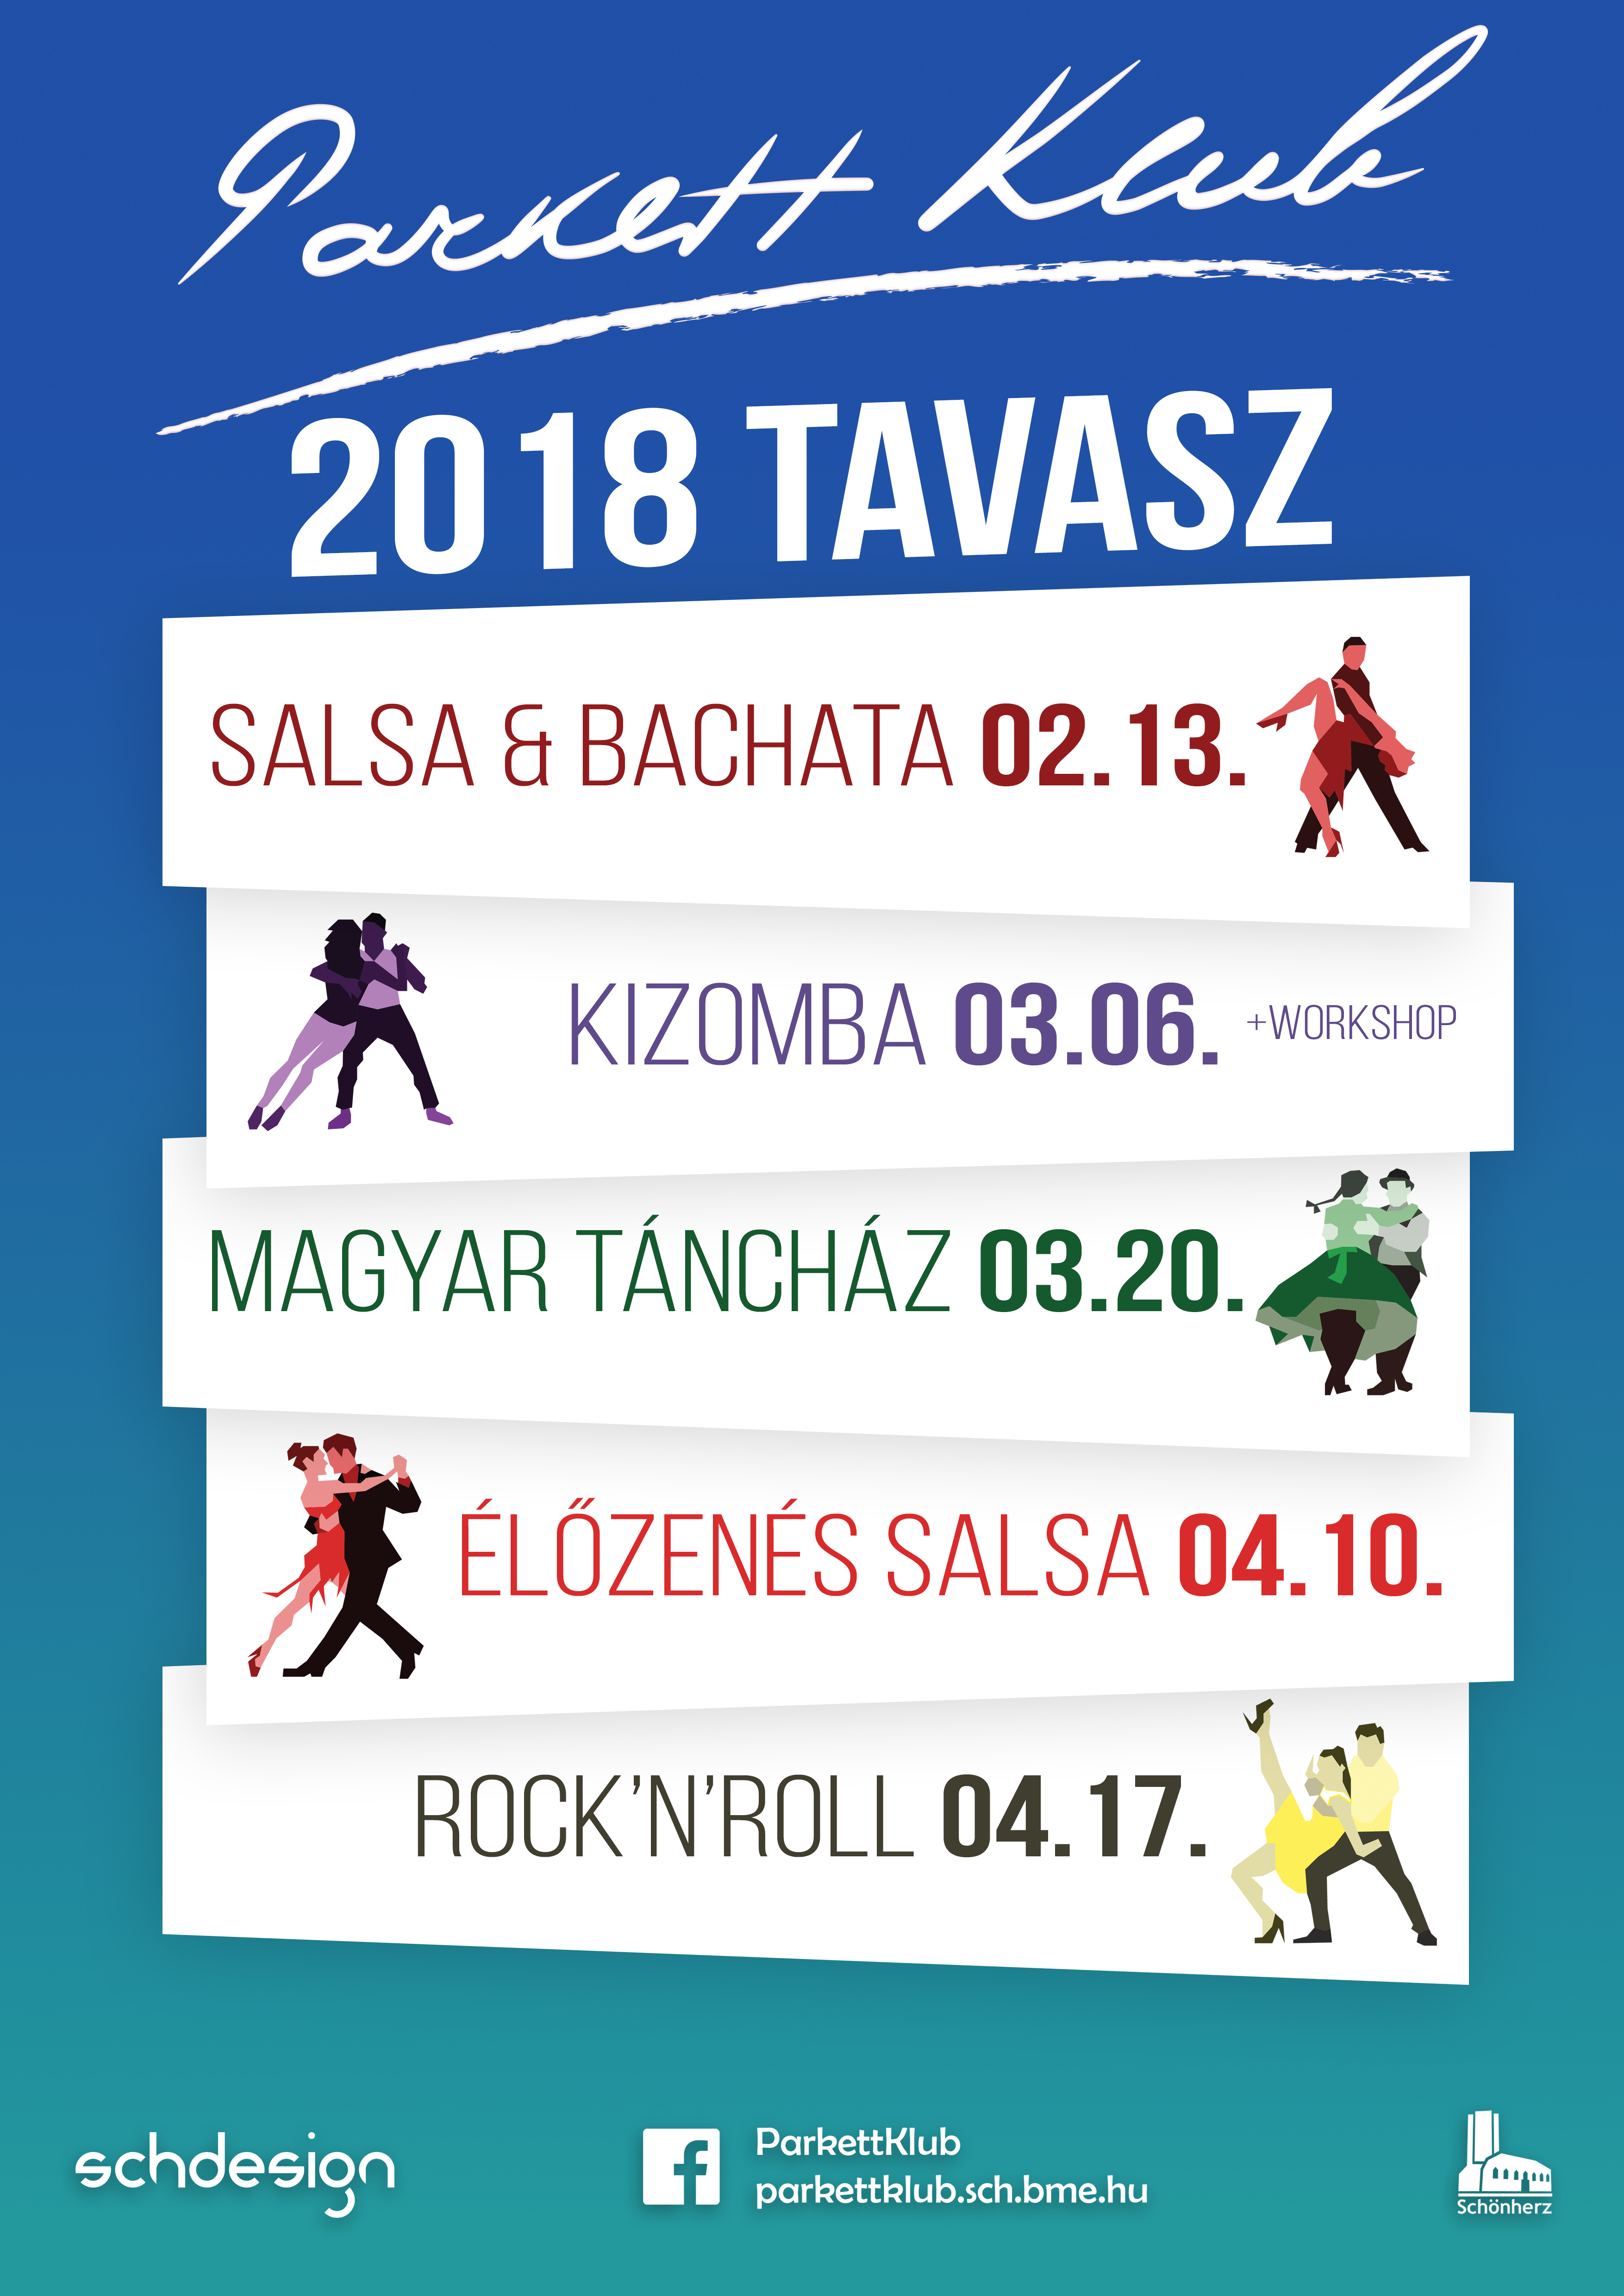 Parkett Klub
2018 TAVASZ
SALSA & BACHATA 02.13.
KIZOMBA 03.06. +WORKSHOP
MAGYAR TÁNCHÁZ 03.20.
ÉLŐZENÉS SALSA 04.10.
ROCK'N'ROLL 04.17.
schdesign
f
ParkettKlub
parkettklub.sch.bme.hu
Schönherz